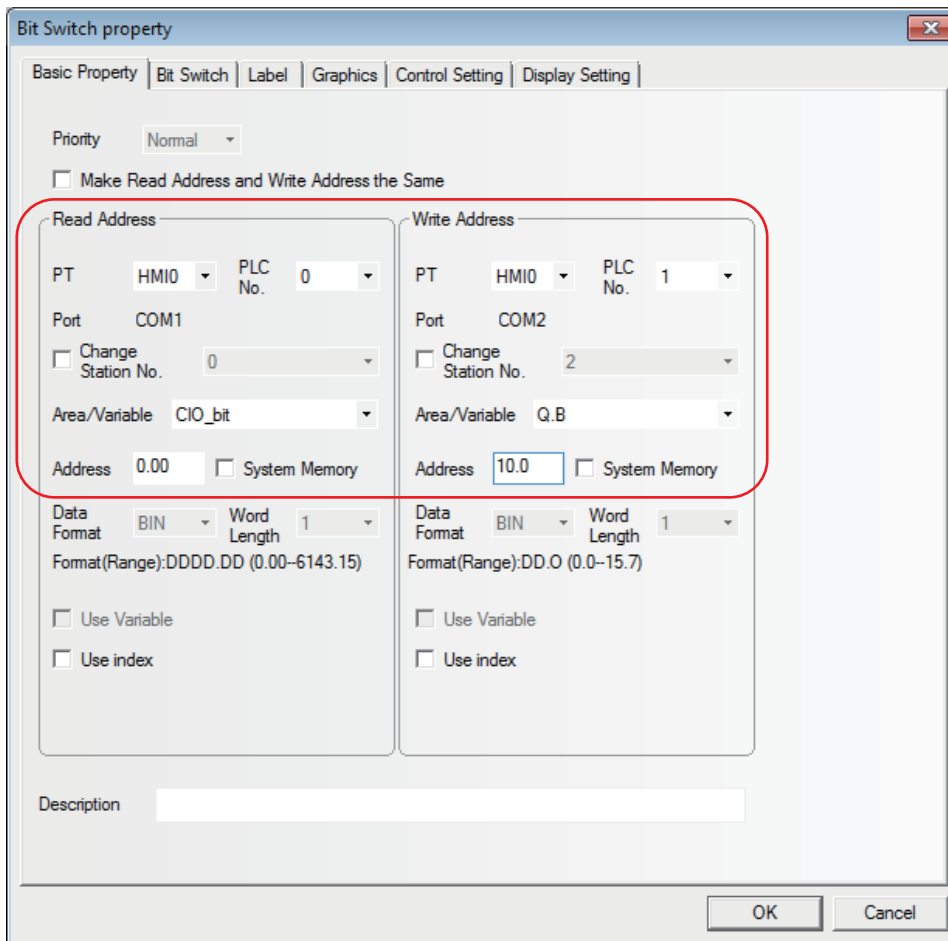 Bit Switch property
Basic Property Bit Switch Label Graphics Control Setting Display Setting
Priority Normal
Make Read Address and Write Address the Same
Read Address
PT HMI0 PLC No. 0
Port COM1
Change Station No. 0
Area/Variable CIO_bit
Address 0.00 System Memory
Data Format BIN Word Length 1
Format(Range):DDDD.DD (0.00--6143.15)
Use Variable
Use index
Write Address
PT HMI0 PLC No. 1
Port COM2
Change Station No. 2
Area/Variable Q.B
Address 10.0 System Memory
Data Format BIN Word Length 1
Format(Range):DD.O (0.0--15.7)
Use Variable
Use index
Description
OK Cancel